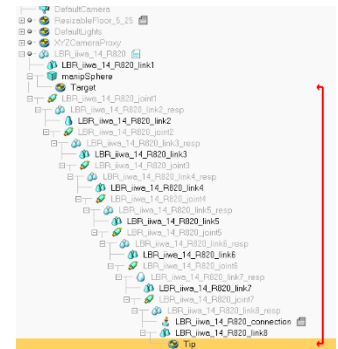 DefaultCamera
ResizableFloor_5_25
DefaultLights
XYZCameraProxy
LBR_iiwa_14_R820
LBR_iiwa_14_R820_link1
manipSphere
Target
LBR_iiwa_14_R820_joint1
LBR_iiwa_14_R820_link2_resp
LBR_iiwa_14_R820_link2
LBR_iiwa_14_R820_joint2
LBR_iiwa_14_R820_link3_resp
LBR_iiwa_14_R820_link3
LBR_iiwa_14_R820_joint3
LBR_iiwa_14_R820_link4_resp
LBR_iiwa_14_R820_link4
LBR_iiwa_14_R820_joint4
LBR_iiwa_14_R820_link5_resp
LBR_iiwa_14_R820_link5
LBR_iiwa_14_R820_joint5
LBR_iiwa_14_R820_link6_resp
LBR_iiwa_14_R820_link6
LBR_iiwa_14_R820_joint6
LBR_iiwa_14_R820_link7_resp
LBR_iiwa_14_R820_link7
LBR_iiwa_14_R820_joint7
LBR_iiwa_14_R820_link8_resp
LBR_iiwa_14_R820_connection
LBR_iiwa_14_R820_link8
Tip